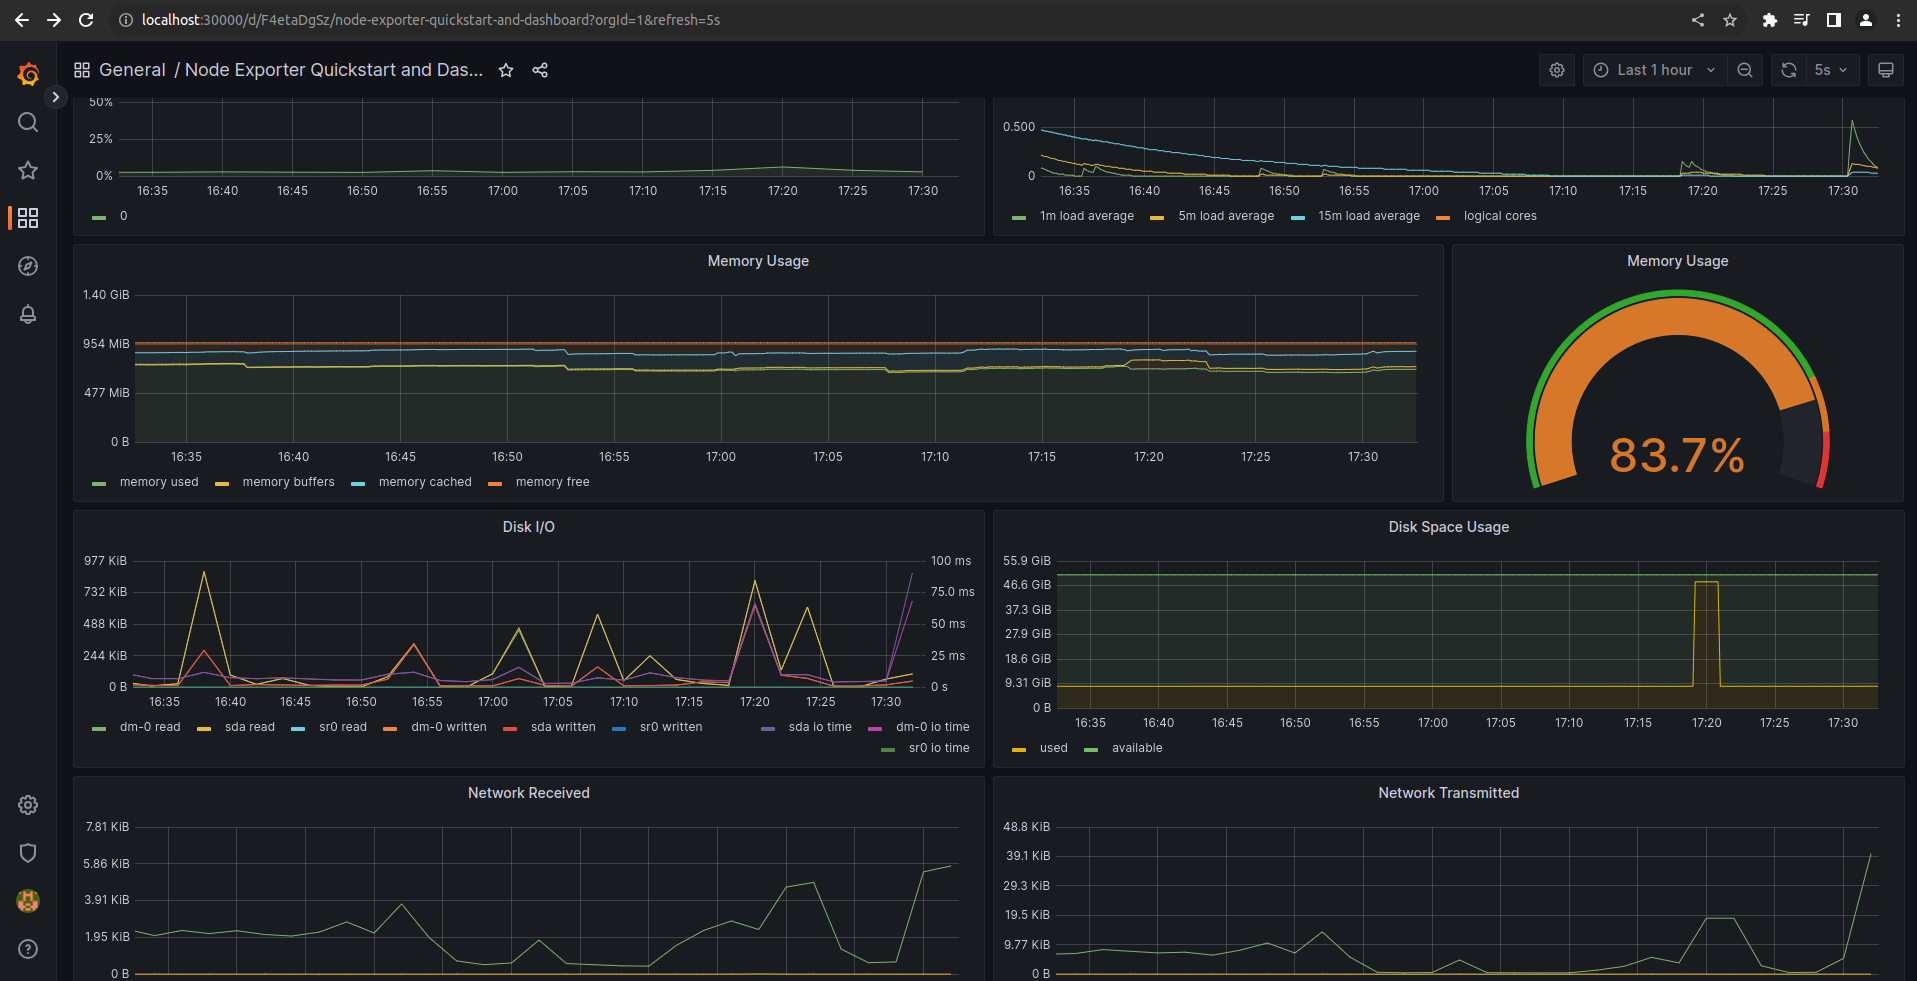 localhost:30000/d/F4etaDgSz/node-exporter-quickstart-and-dashboard?orgId=1&refresh=5s
General / Node Exporter Quickstart and Das...
Last 1 hour
5s
50%
25%
0%
16:35 16:40 16:45 16:50 16:55 17:00 17:05 17:10 17:15 17:20 17:25 17:30
0
0.500
0
16:35 16:40 16:45 16:50 16:55 17:00 17:05 17:10 17:15 17:20 17:25 17:30
1m load average 5m load average 15m load average logical cores
Memory Usage
1.40 GiB
954 MiB
477 MiB
0 B
16:35 16:40 16:45 16:50 16:55 17:00 17:05 17:10 17:15 17:20 17:25 17:30
memory used memory buffers memory cached memory free
Memory Usage
83.7%
Disk I/O
977 KiB
732 KiB
488 KiB
244 KiB
0 B
100 ms
75.0 ms
50 ms
25 ms
0 s
16:35 16:40 16:45 16:50 16:55 17:00 17:05 17:10 17:15 17:20 17:25 17:30
dm-0 read sda read sr0 read dm-0 written sda written sr0 written sda io time dm-0 io time
sr0 io time
Disk Space Usage
55.9 GiB
46.6 GiB
37.3 GiB
27.9 GiB
18.6 GiB
9.31 GiB
0 B
16:35 16:40 16:45 16:50 16:55 17:00 17:05 17:10 17:15 17:20 17:25 17:30
used available
Network Received
7.81 KiB
5.86 KiB
3.91 KiB
1.95 KiB
0 B
Network Transmitted
48.8 KiB
39.1 KiB
29.3 KiB
19.5 KiB
9.77 KiB
0 B